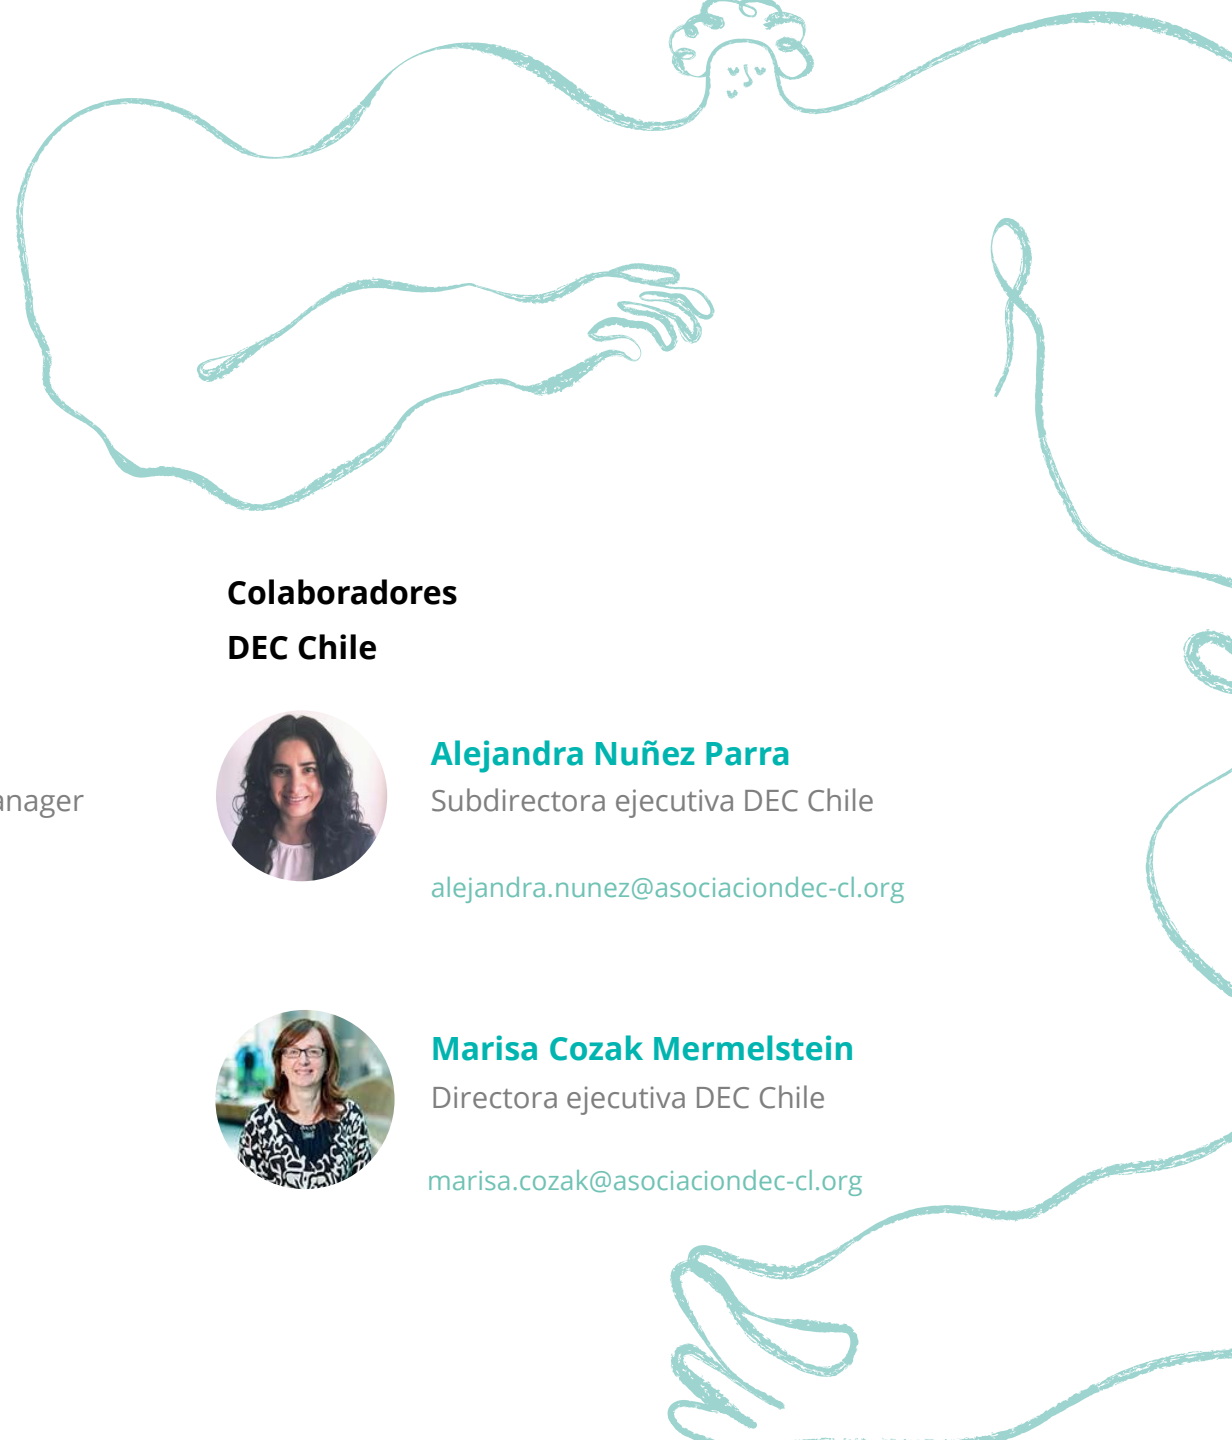 Colaboradores
DEC Chile
Alejandra Nuñez Parra
anager
Subdirectora ejecutiva DEC Chile
alejandra.nunez@asociaciondec-cl.org
Marisa Cozak Mermelstein
Directora ejecutiva DEC Chile
marisa.cozak@asociaciondec-cl.org